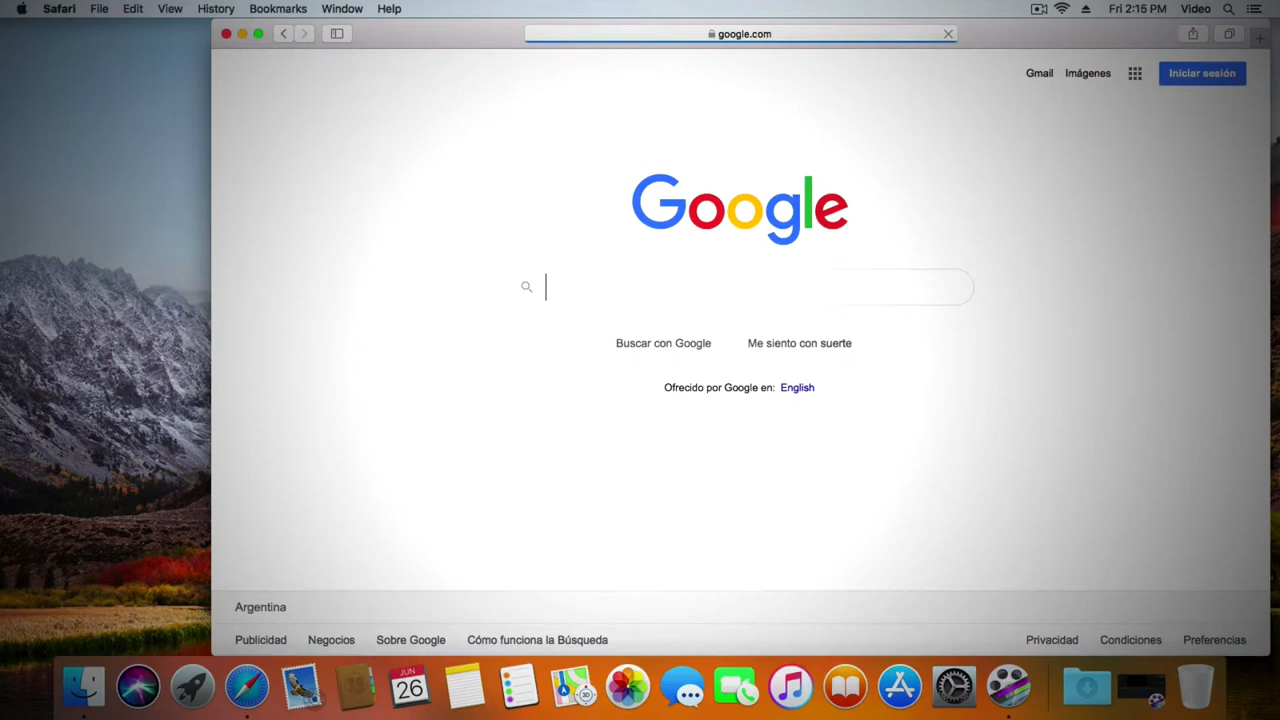 Safari File Edit View History Bookmarks Window Help Fri 2:15 PM Video
google.com
Gmail Imágenes Iniciar sesión
Google
Buscar con Google Me siento con suerte
Ofrecido por Google en: English
Argentina
Publicidad Negocios Sobre Google Cómo funciona la Búsqueda Privacidad Condiciones Preferencias
JUN
26
3D